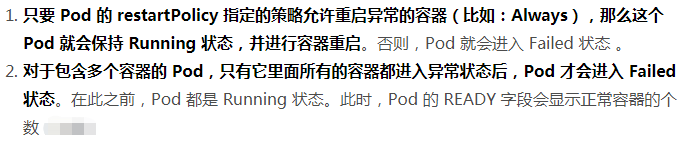 1. 只要 Pod 的 restartPolicy 指定的策略允许重启异常的容器（比如：Always），那么这个
Pod 就会保持 Running 状态，并进行容器重启。否则，Pod 就会进入 Failed 状态 。
2. 对于包含多个容器的 Pod，只有它里面所有的容器都进入异常状态后，Pod 才会进入 Failed
状态。在此之前，Pod 都是 Running 状态。此时，Pod 的 READY 字段会显示正常容器的个
数